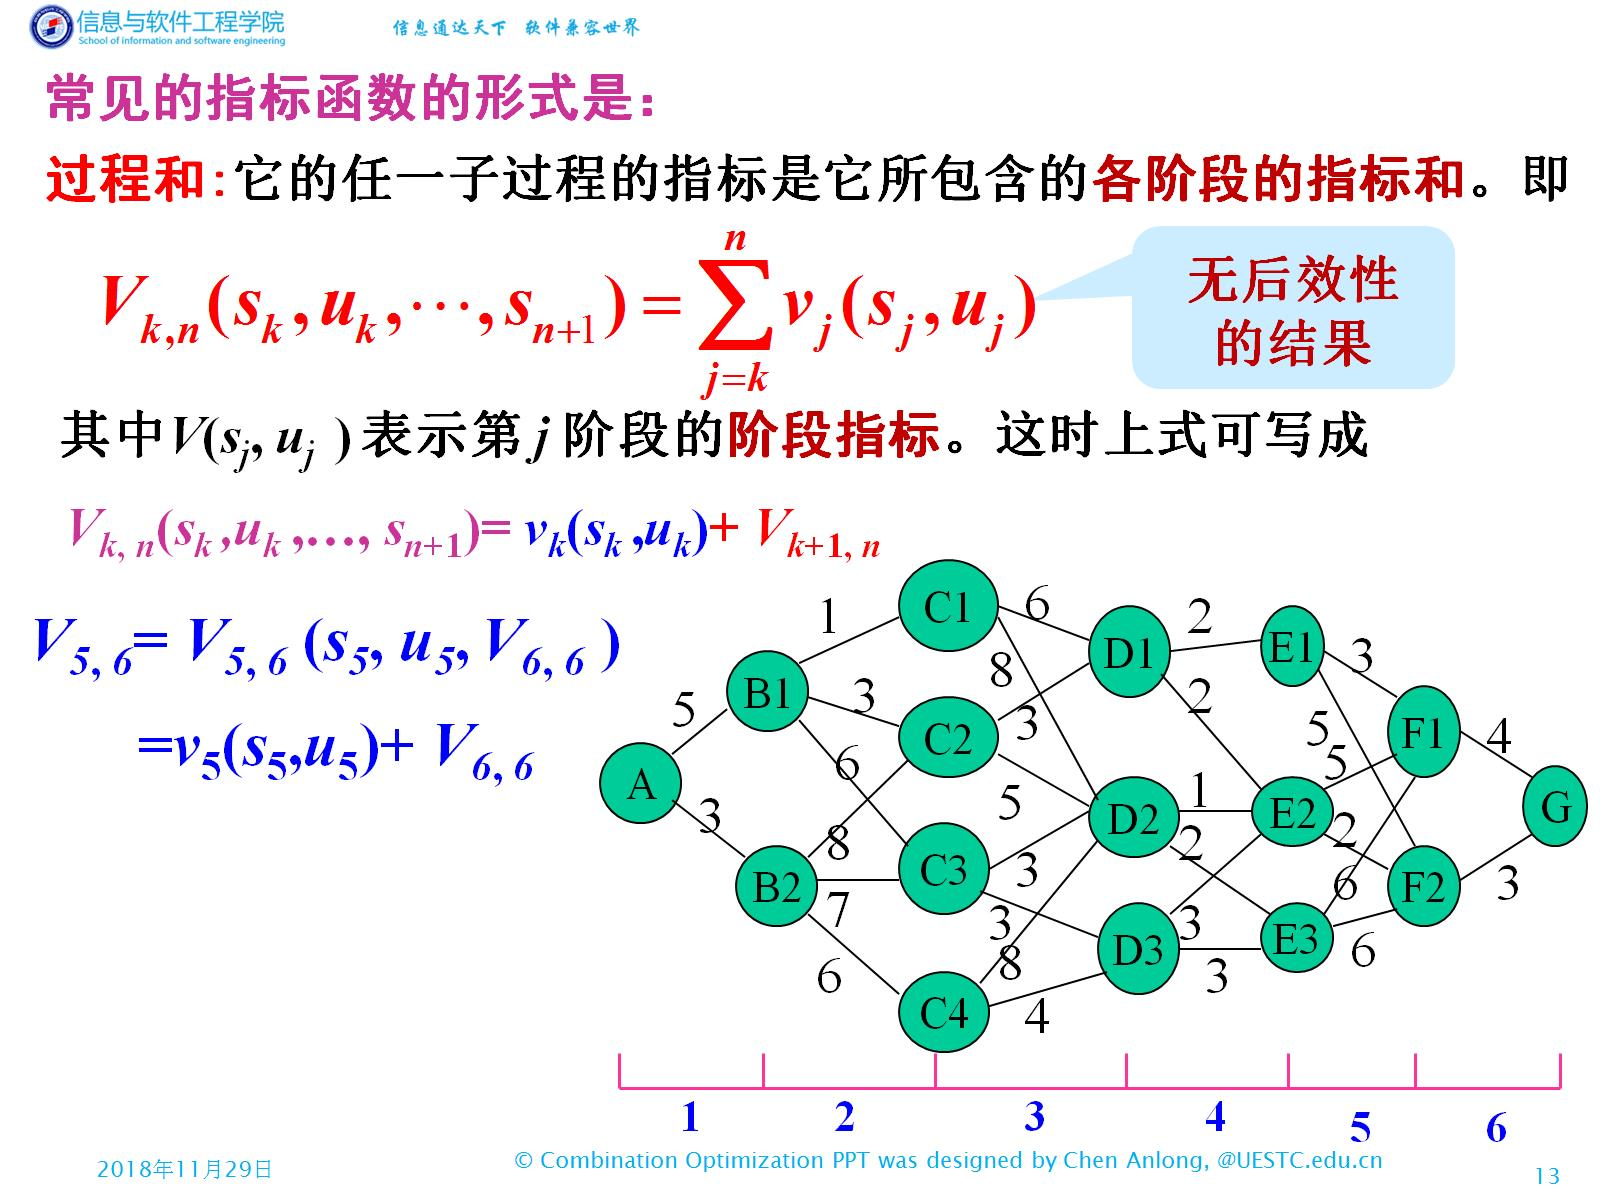 信息与软件工程学院
School of information and software engineering
信息通达天下 软件兼容世界
常见的指标函数的形式是：
过程和：它的任一子过程的指标是它所包含的各阶段的指标和。即
V_{k,n}(s_k, u_k, ⋯, s_{n+1}) = ∑_{j=k}^{n} v_j(s_j, u_j)
无后效性
的结果
其中V(s_j, u_j )表示第 j 阶段的阶段指标。这时上式可写成
V_{k, n}(s_k ,u_k ,…, s_{n+1})= v_k(s_k ,u_k)+ V_{k+1, n}
V_{5, 6}= V_{5, 6} (s_5, u_5, V_{6, 6} )
=v_5(s_5,u_5)+ V_{6, 6}
C1
6
1
2
E1
D1
3
8
B1
3
2
5
3
5
F1
4
C2
6
5
A
1
G
5
3
D2
E2
2
8
2
C3
3
6
B2
F2
3
7
3
3
E3
8
D3
6
6
3
C4
4
1
2
3
4
5
6
2018年11月29日
© Combination Optimization PPT was designed by Chen Anlong, @UESTC.edu.cn
13